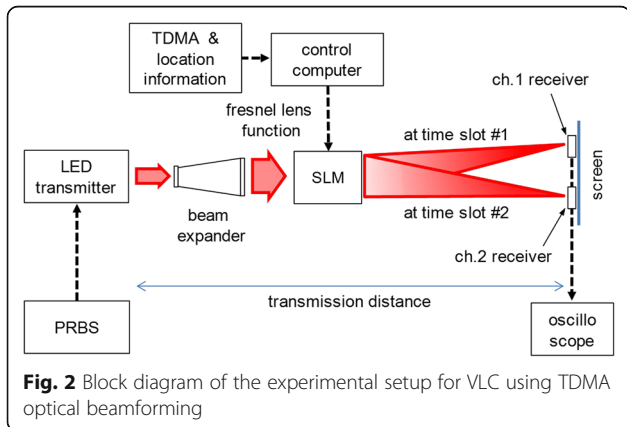 TDMA &
location
information
control
computer
ch.1 receiver
fresnel lens
function
at time slot #1
LED
transmitter
SLM
screen
beam
expander
at time slot #2
ch.2 receiver
transmission distance
PRBS
oscillo
scope
Fig. 2 Block diagram of the experimental setup for VLC using TDMA
optical beamforming